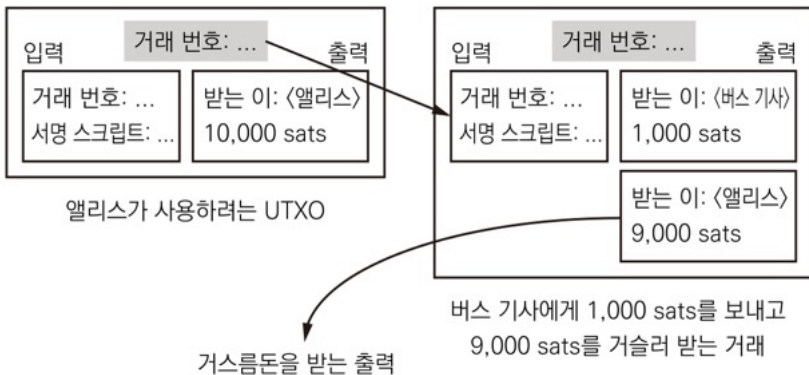 거래 번호: ...
입력
출력
거래 번호: ...
서명 스크립트: ...
받는 이: 〈앨리스〉
10,000 sats
앨리스가 사용하려는 UTXO
거래 번호: ...
입력
출력
거래 번호: ...
서명 스크립트: ...
받는 이: 〈버스 기사〉
1,000 sats
받는 이: 〈앨리스〉
9,000 sats
버스 기사에게 1,000 sats를 보내고
9,000 sats를 거슬러 받는 거래
거스름돈을 받는 출력